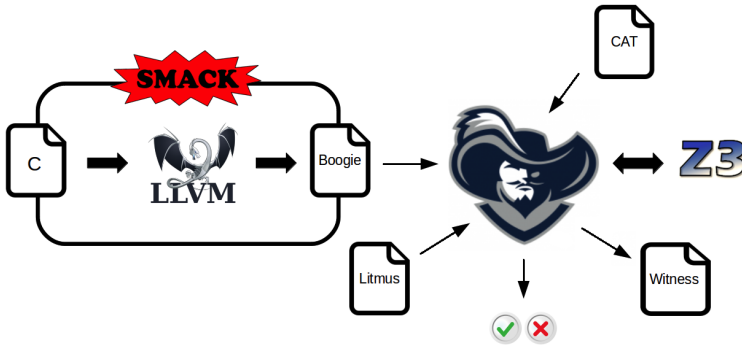 CAT
SMACK
C
LLVM
Boogie
Z3
Litmus
Witness